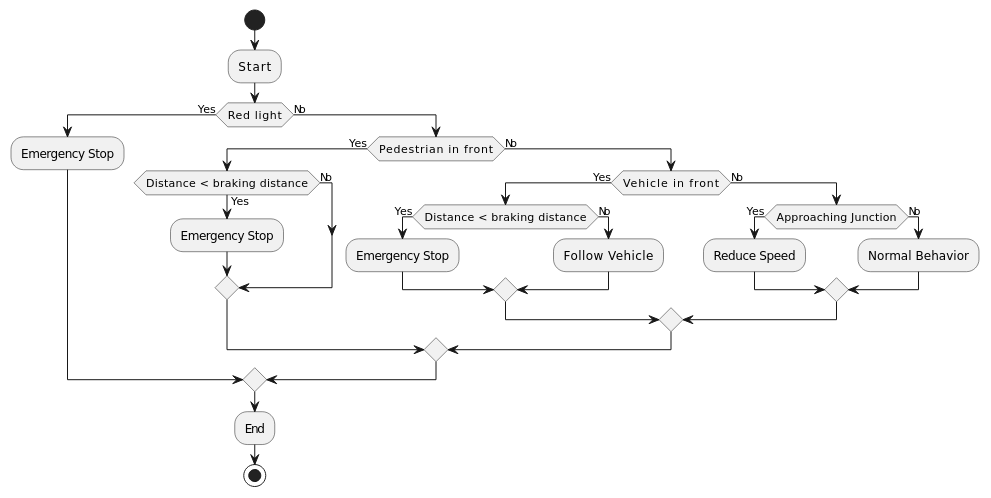 Start
Yes
Red light
No
Emergency Stop
Yes
Pedestrian in front
No
Distance < braking distance
No
Yes
Emergency Stop
Yes
Vehicle in front
No
Yes
Distance < braking distance
No
Emergency Stop
Follow Vehicle
Yes
Approaching Junction
No
Reduce Speed
Normal Behavior
End